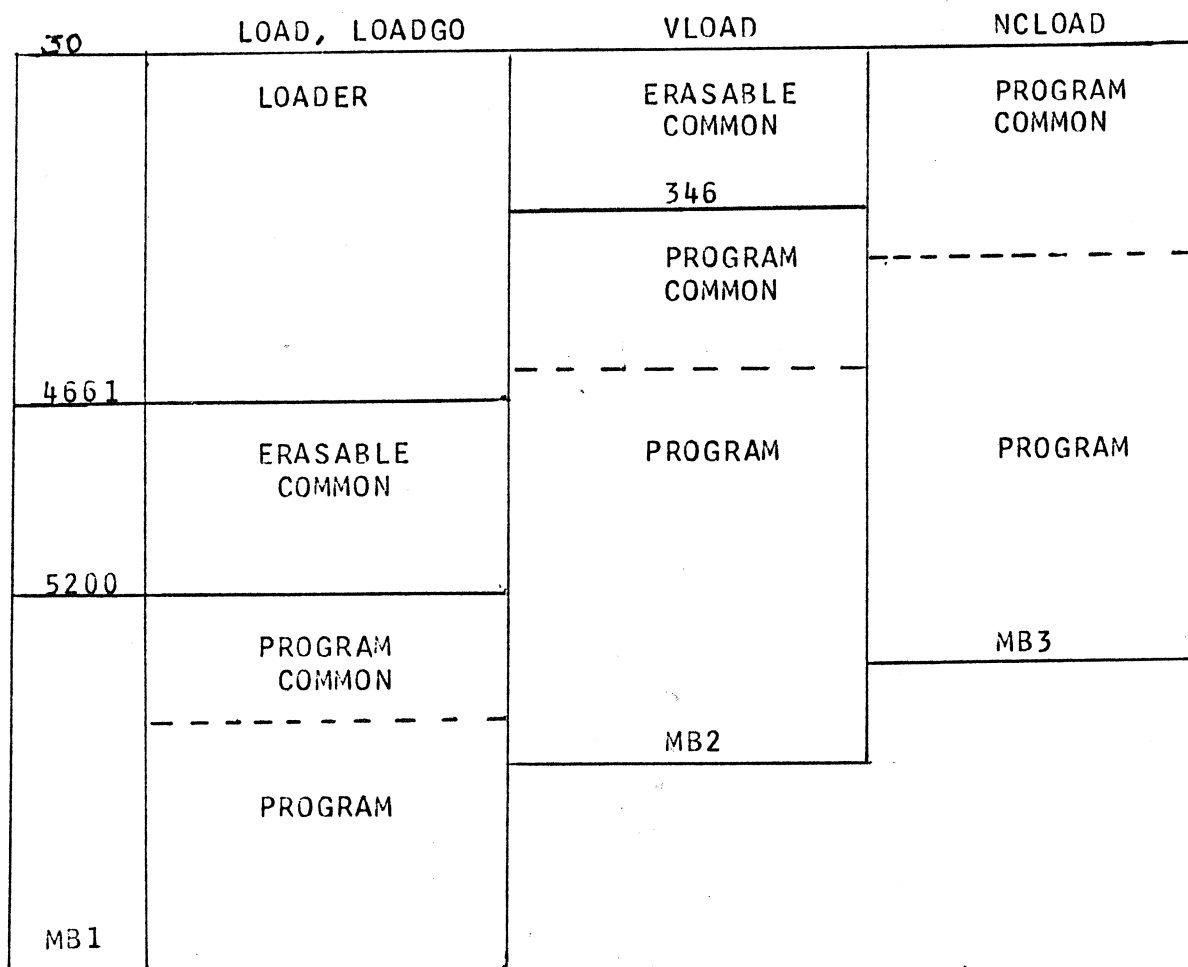 30 LOAD, LOADGO VLOAD NCLOAD
LOADER ERASABLE PROGRAM
COMMON COMMON
346
PROGRAM
COMMON
4661
ERASABLE PROGRAM PROGRAM
COMMON
5200
PROGRAM MB3
COMMON
MB2
PROGRAM
MB1